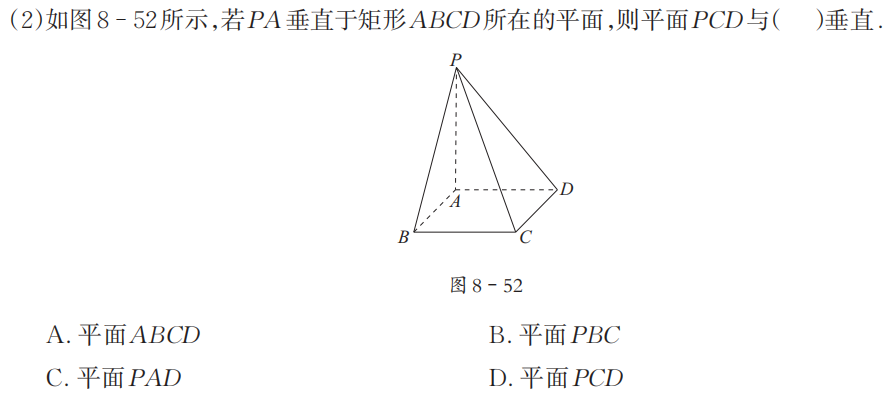 (2)如图8-52所示,若PA垂直于矩形ABCD所在的平面,则平面PCD与(　　)垂直.
P
A
D
B
C
图8-52
A. 平面ABCD
B. 平面PBC
C. 平面PAD
D. 平面PCD